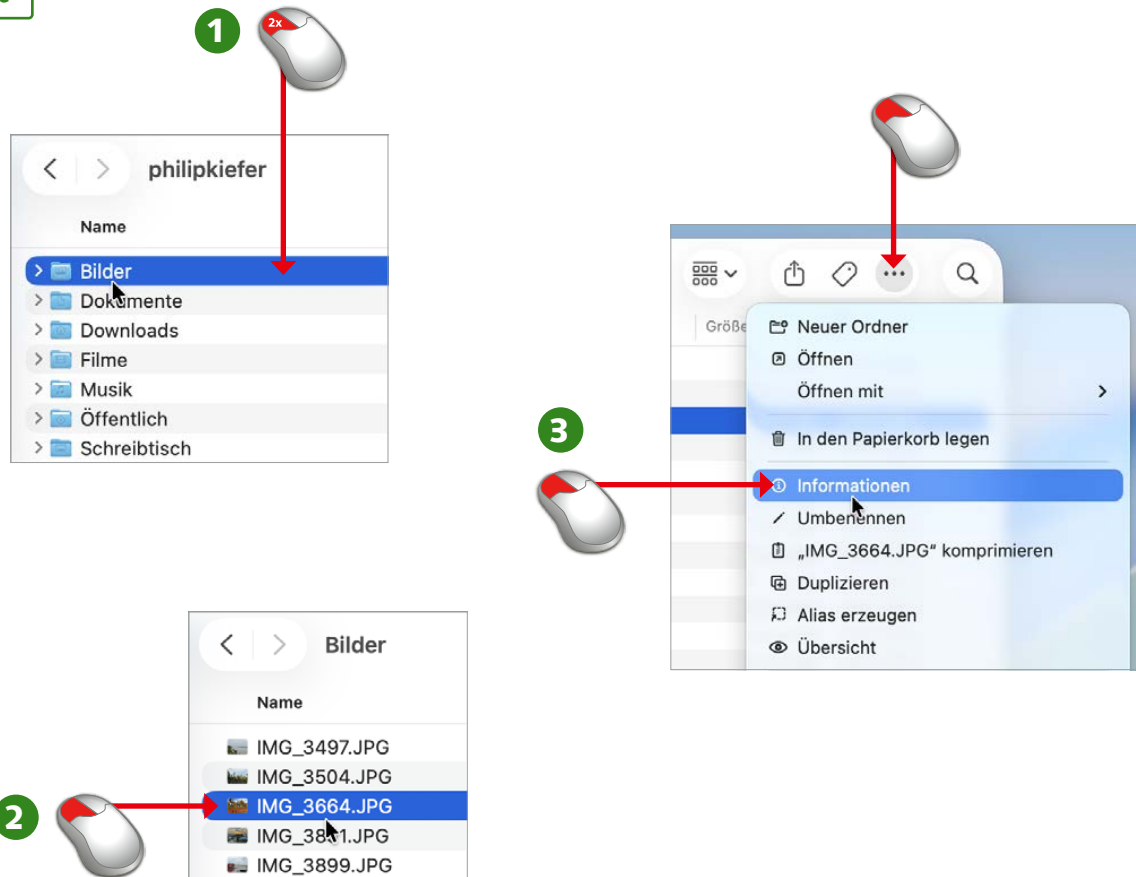 1
2x
philipkiefer
Name
Bilder
Dokumente
Downloads
Filme
Musik
Öffentlich
Schreibtisch
Größe
Neuer Ordner
Öffnen
Öffnen mit
In den Papierkorb legen
3
Informationen
Umbenennen
„IMG_3664.JPG“ komprimieren
Duplizieren
Alias erzeugen
Übersicht
Bilder
Name
IMG_3497.JPG
IMG_3504.JPG
2
IMG_3664.JPG
IMG_3899.JPG